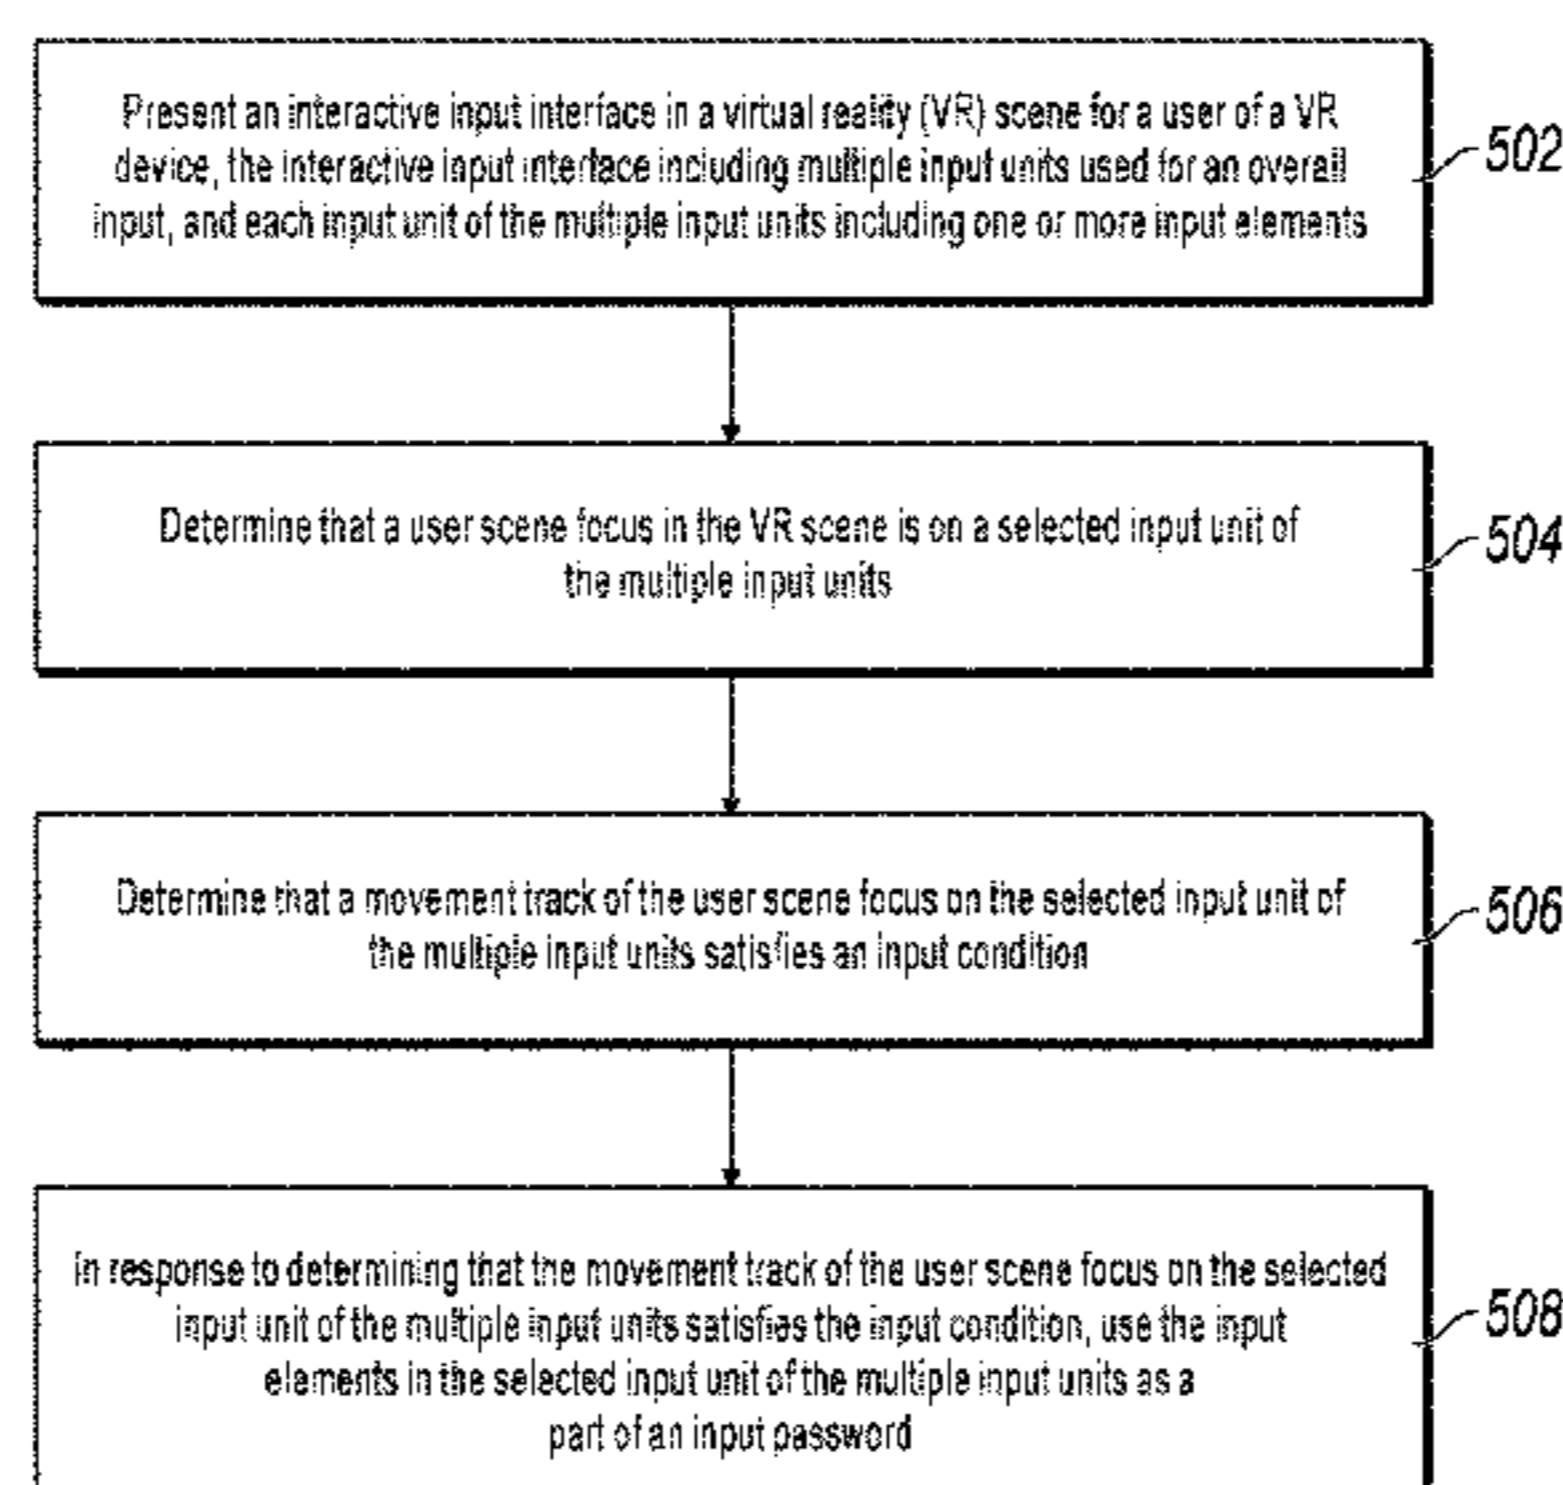 Present an interactive input interface in a virtual reality (VR) scene for a user of a VR
device, the interactive input interface including multiple input units used for an overall
input, and each input unit of the multiple input units including one or more input elements
502
Determine that a user scene focus in the VR scene is on a selected input unit of
the multiple input units
504
Determine that a movement track of the user scene focus on the selected input unit of
the multiple input units satisfies an input condition
506
In response to determining that the movement track of the user scene focus on the selected
input unit of the multiple input units satisfies the input condition, use the input
elements in the selected input unit of the multiple input units as a
part of an input password
508